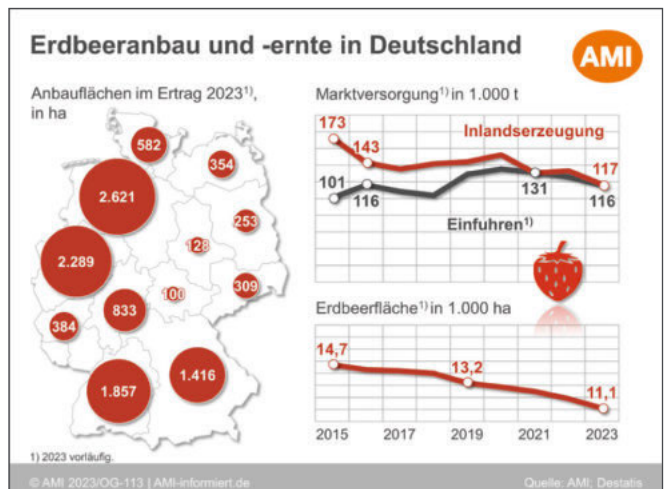 Erdbeeranbau und -ernte in Deutschland
AMI
Anbauflächen im Ertrag 2023¹⁾,
in ha
582
354
2.621
253
128
2.289
100
309
833
384
1.416
1.857
Marktversorgung¹⁾ in 1.000 t
173
Inlandserzeugung
143
117
101
131
116
116
Einfuhren¹⁾
Erdbeerfläche¹⁾ in 1.000 ha
14,7
13,2
11,1
2015 2017 2019 2021 2023
1) 2023 vorläufig.
© AMI 2023/OG-113 | AMI-informiert.de
Quelle: AMI; Destatis